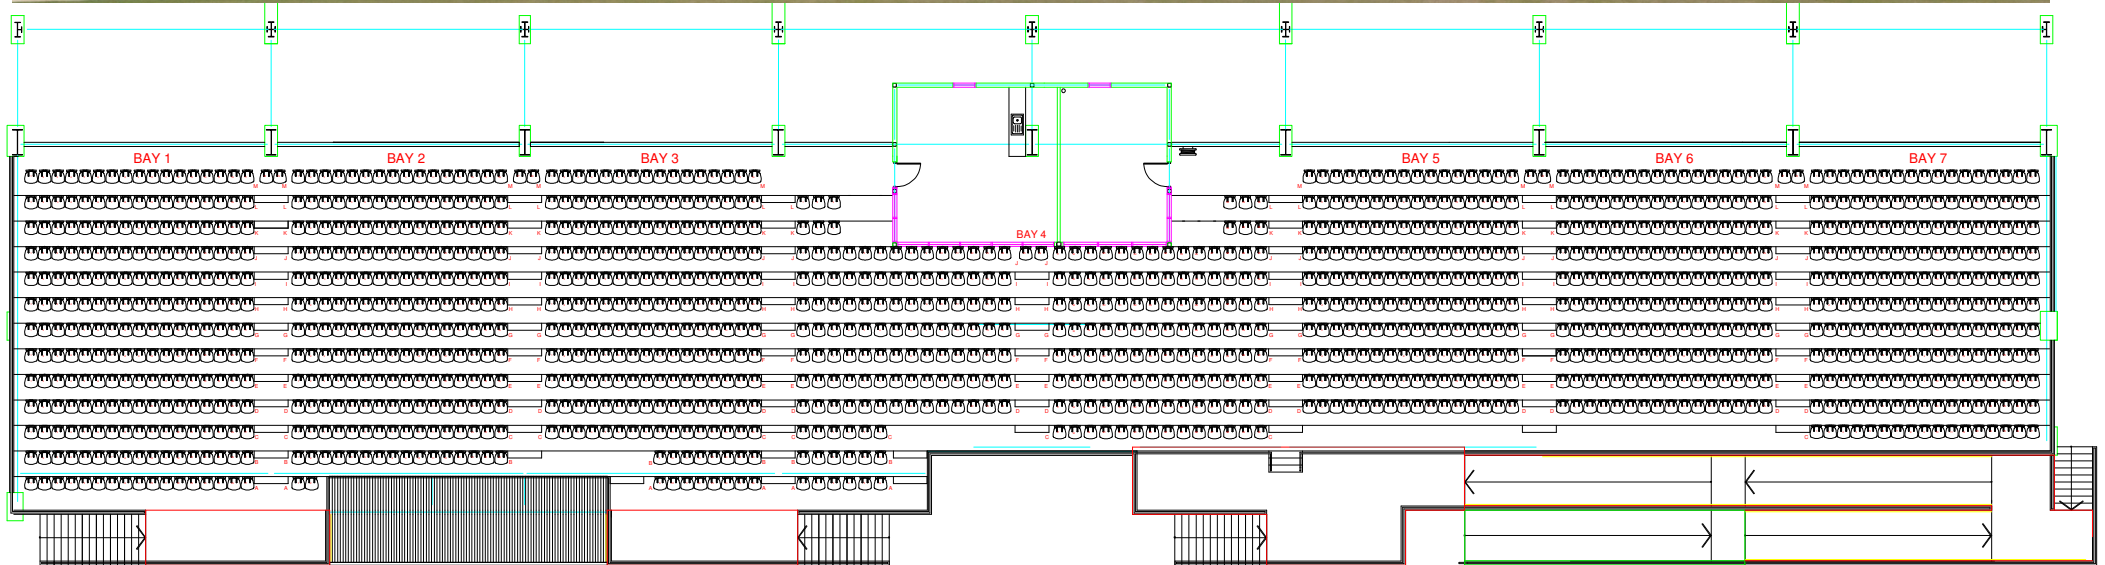 BAY 1 BAY 2 BAY 3 BAY 5 BAY 6 BAY 7
M M M M M M M M
L L L L L L L L L L L L
K K K K K K K K K K K K
BAY 4
J J J J J J J J J J J J J J
I I I I I I I I I I I I I I
H H H H H H H H H H H H H H
G G G G G G G G G G G G G G
F F F F F F F F F F F F F F
E E E E E E E E E E E E E E
D D D D D D D D D D D D D D
C C C C C C C C C C
B B B B B B B
A A A A A A